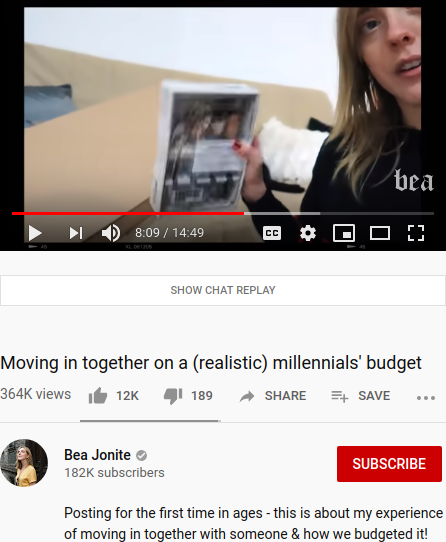 bea
8:09 / 14:49
CC
SHOW CHAT REPLAY
Moving in together on a (realistic) millennials' budget
364K views 12K 189 SHARE SAVE
Bea Jonite
182K subscribers
SUBSCRIBE
Posting for the first time in ages - this is about my experience
of moving in together with someone & how we budgeted it!